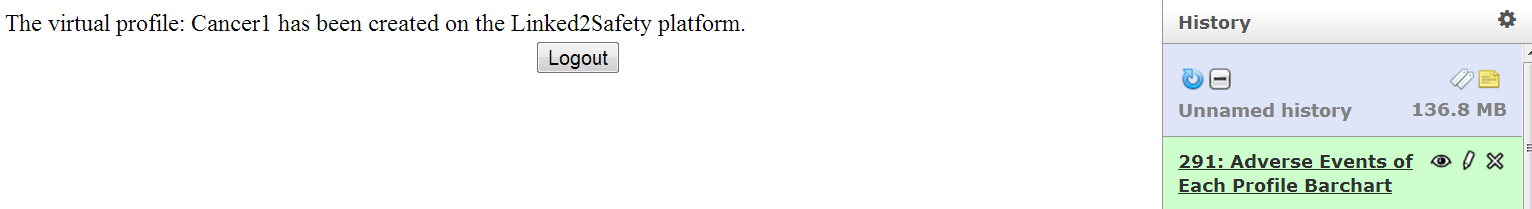 The virtual profile: Cancer1 has been created on the Linked2Safety platform.
Logout
History
Unnamed history 136.8 MB
291: Adverse Events of
Each Profile Barchart